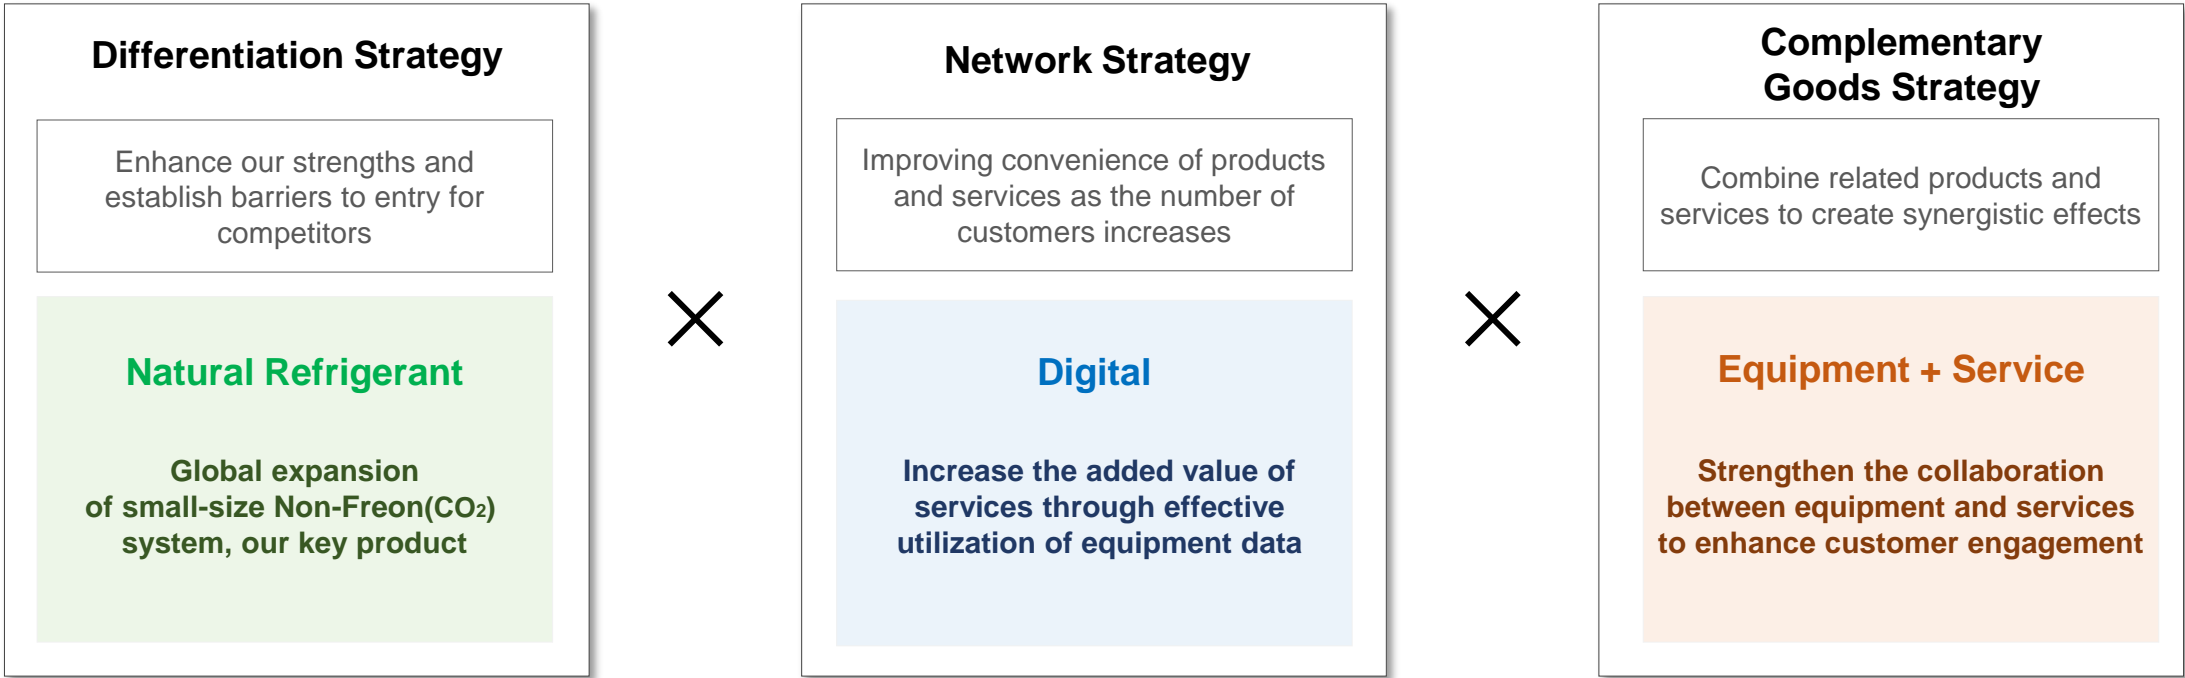 Differentiation Strategy
Enhance our strengths and
establish barriers to entry for
competitors
Natural Refrigerant
Global expansion
of small-size Non-Freon(CO₂)
system, our key product
×
Network Strategy
Improving convenience of products
and services as the number of
customers increases
Digital
Increase the added value of
services through effective
utilization of equipment data
×
Complementary
Goods Strategy
Combine related products and
services to create synergistic effects
Equipment + Service
Strengthen the collaboration
between equipment and services
to enhance customer engagement